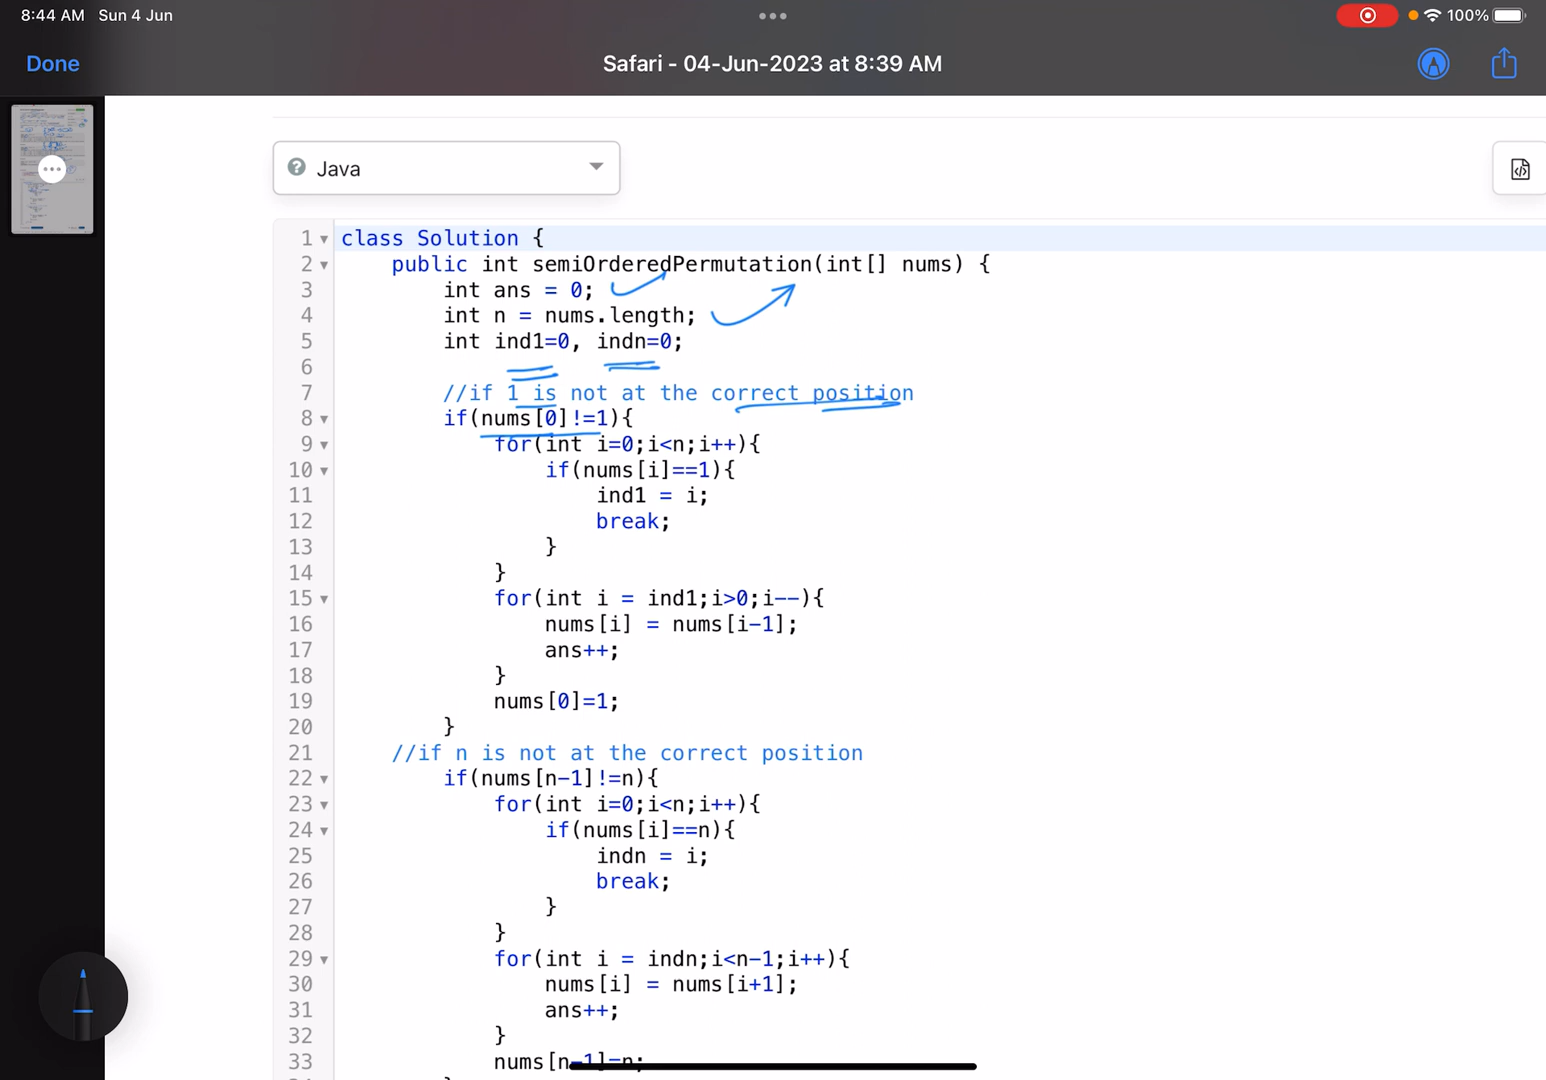 8:44 AM Sun 4 Jun
100%
Done
Safari - 04-Jun-2023 at 8:39 AM
Java
1 class Solution {
2 public int semiOrderedPermutation(int[] nums) {
3 int ans = 0;
4 int n = nums.length;
5 int ind1=0, indn=0;
6
7 //if 1 is not at the correct position
8 if(nums[0]!=1){
9 for(int i=0;i<n;i++){
10 if(nums[i]==1){
11 ind1 = i;
12 break;
13 }
14 }
15 for(int i = ind1;i>0;i--){
16 nums[i] = nums[i-1];
17 ans++;
18 }
19 nums[0]=1;
20 }
21 //if n is not at the correct position
22 if(nums[n-1]!=n){
23 for(int i=0;i<n;i++){
24 if(nums[i]==n){
25 indn = i;
26 break;
27 }
28 }
29 for(int i = indn;i<n-1;i++){
30 nums[i] = nums[i+1];
31 ans++;
32 }
33 nums[n-1]=n;